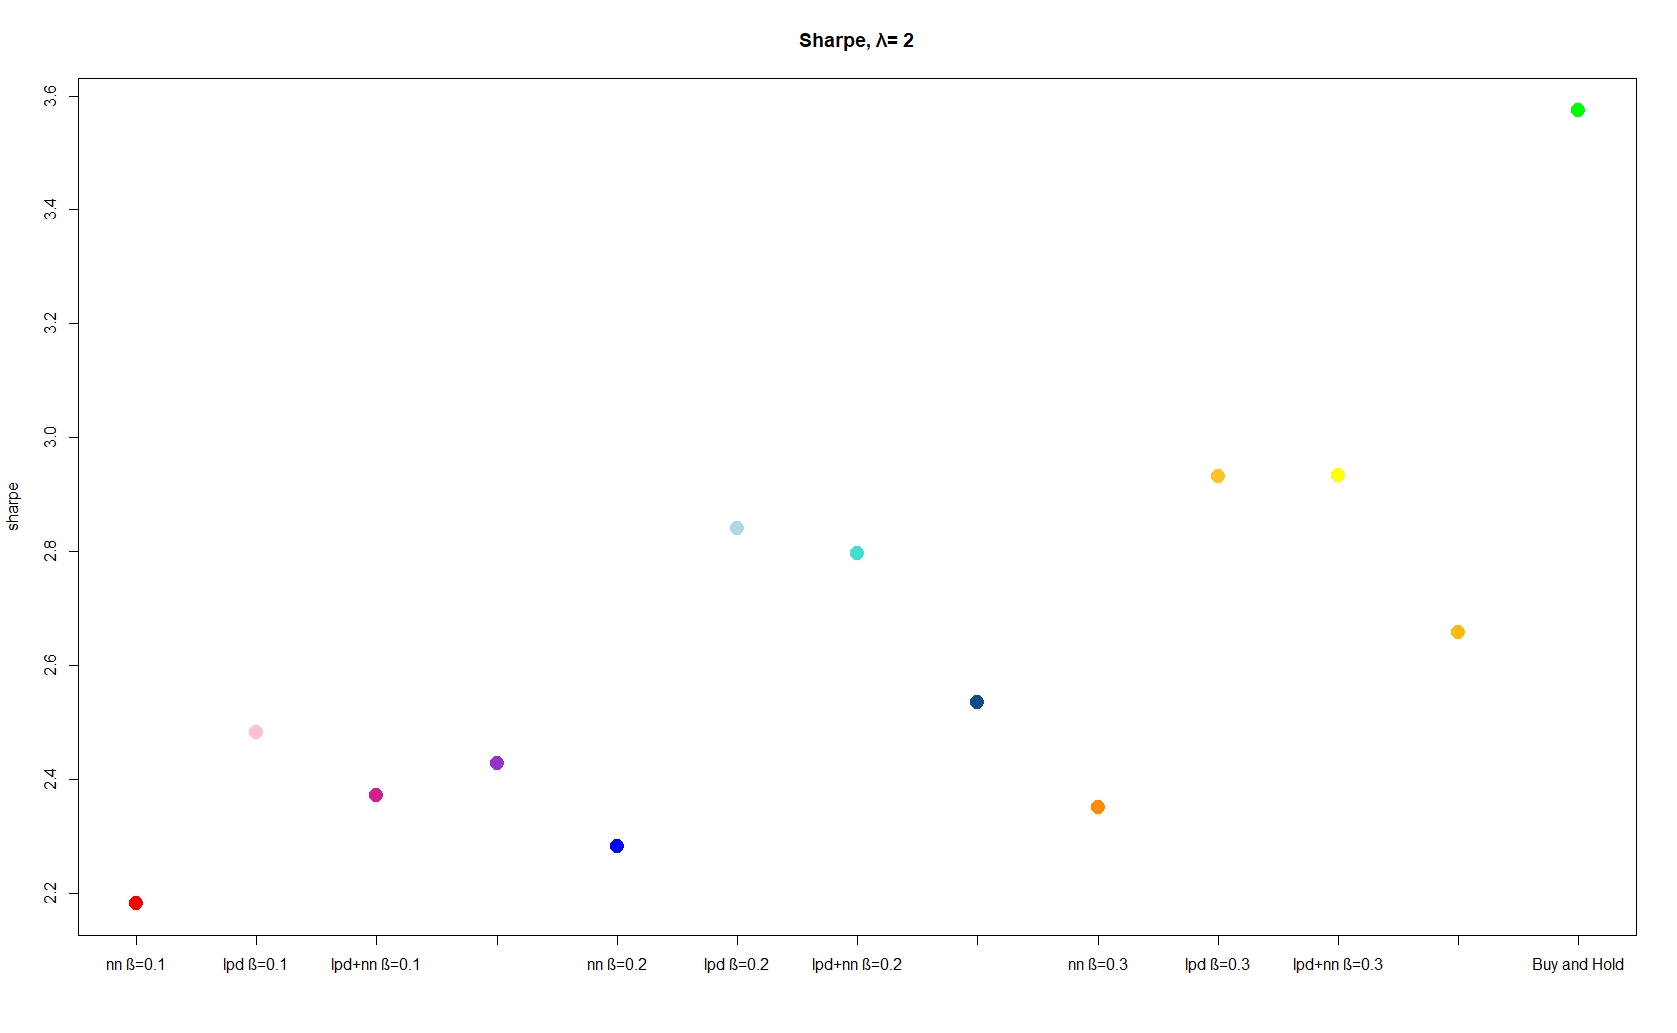 Sharpe, λ= 2
3.6
3.4
3.2
3.0
2.8
2.6
2.4
2.2
sharpe
nn ß=0.1
lpd ß=0.1
lpd+nn ß=0.1
nn ß=0.2
lpd ß=0.2
lpd+nn ß=0.2
nn ß=0.3
lpd ß=0.3
lpd+nn ß=0.3
Buy and Hold